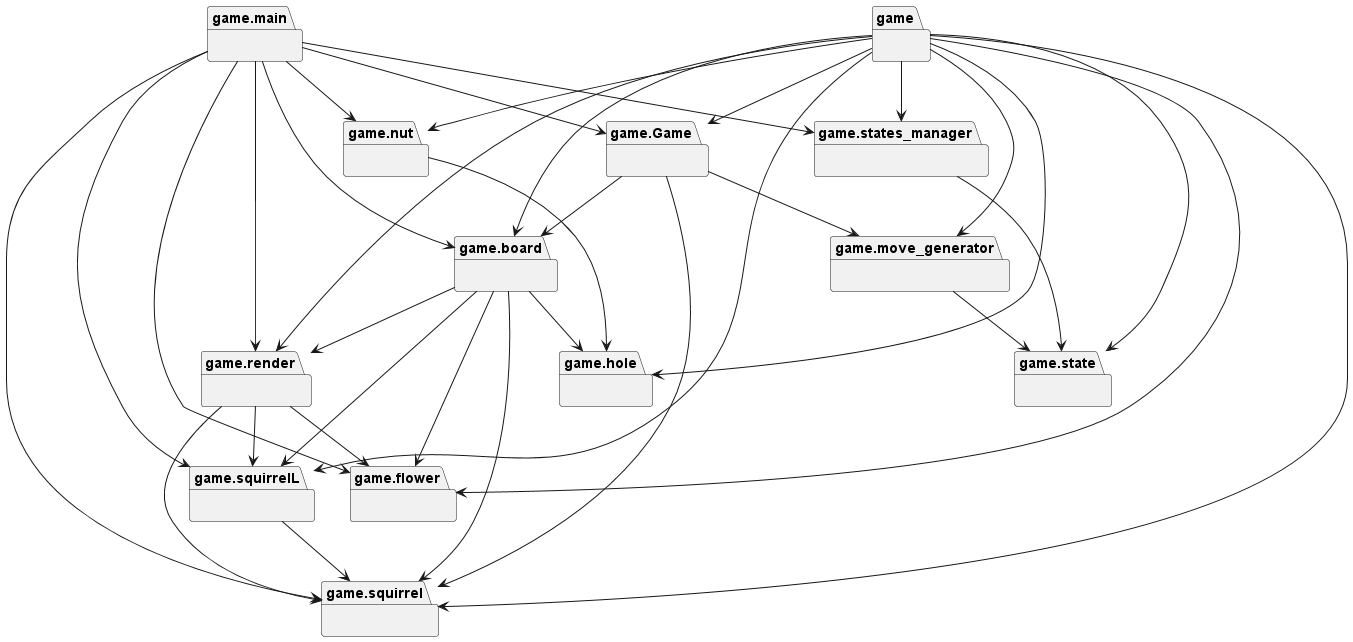 game.main
game
game.nut
game.Game
game.states_manager
game.board
game.move_generator
game.render
game.hole
game.state
game.squirrelL
game.flower
game.squirrel